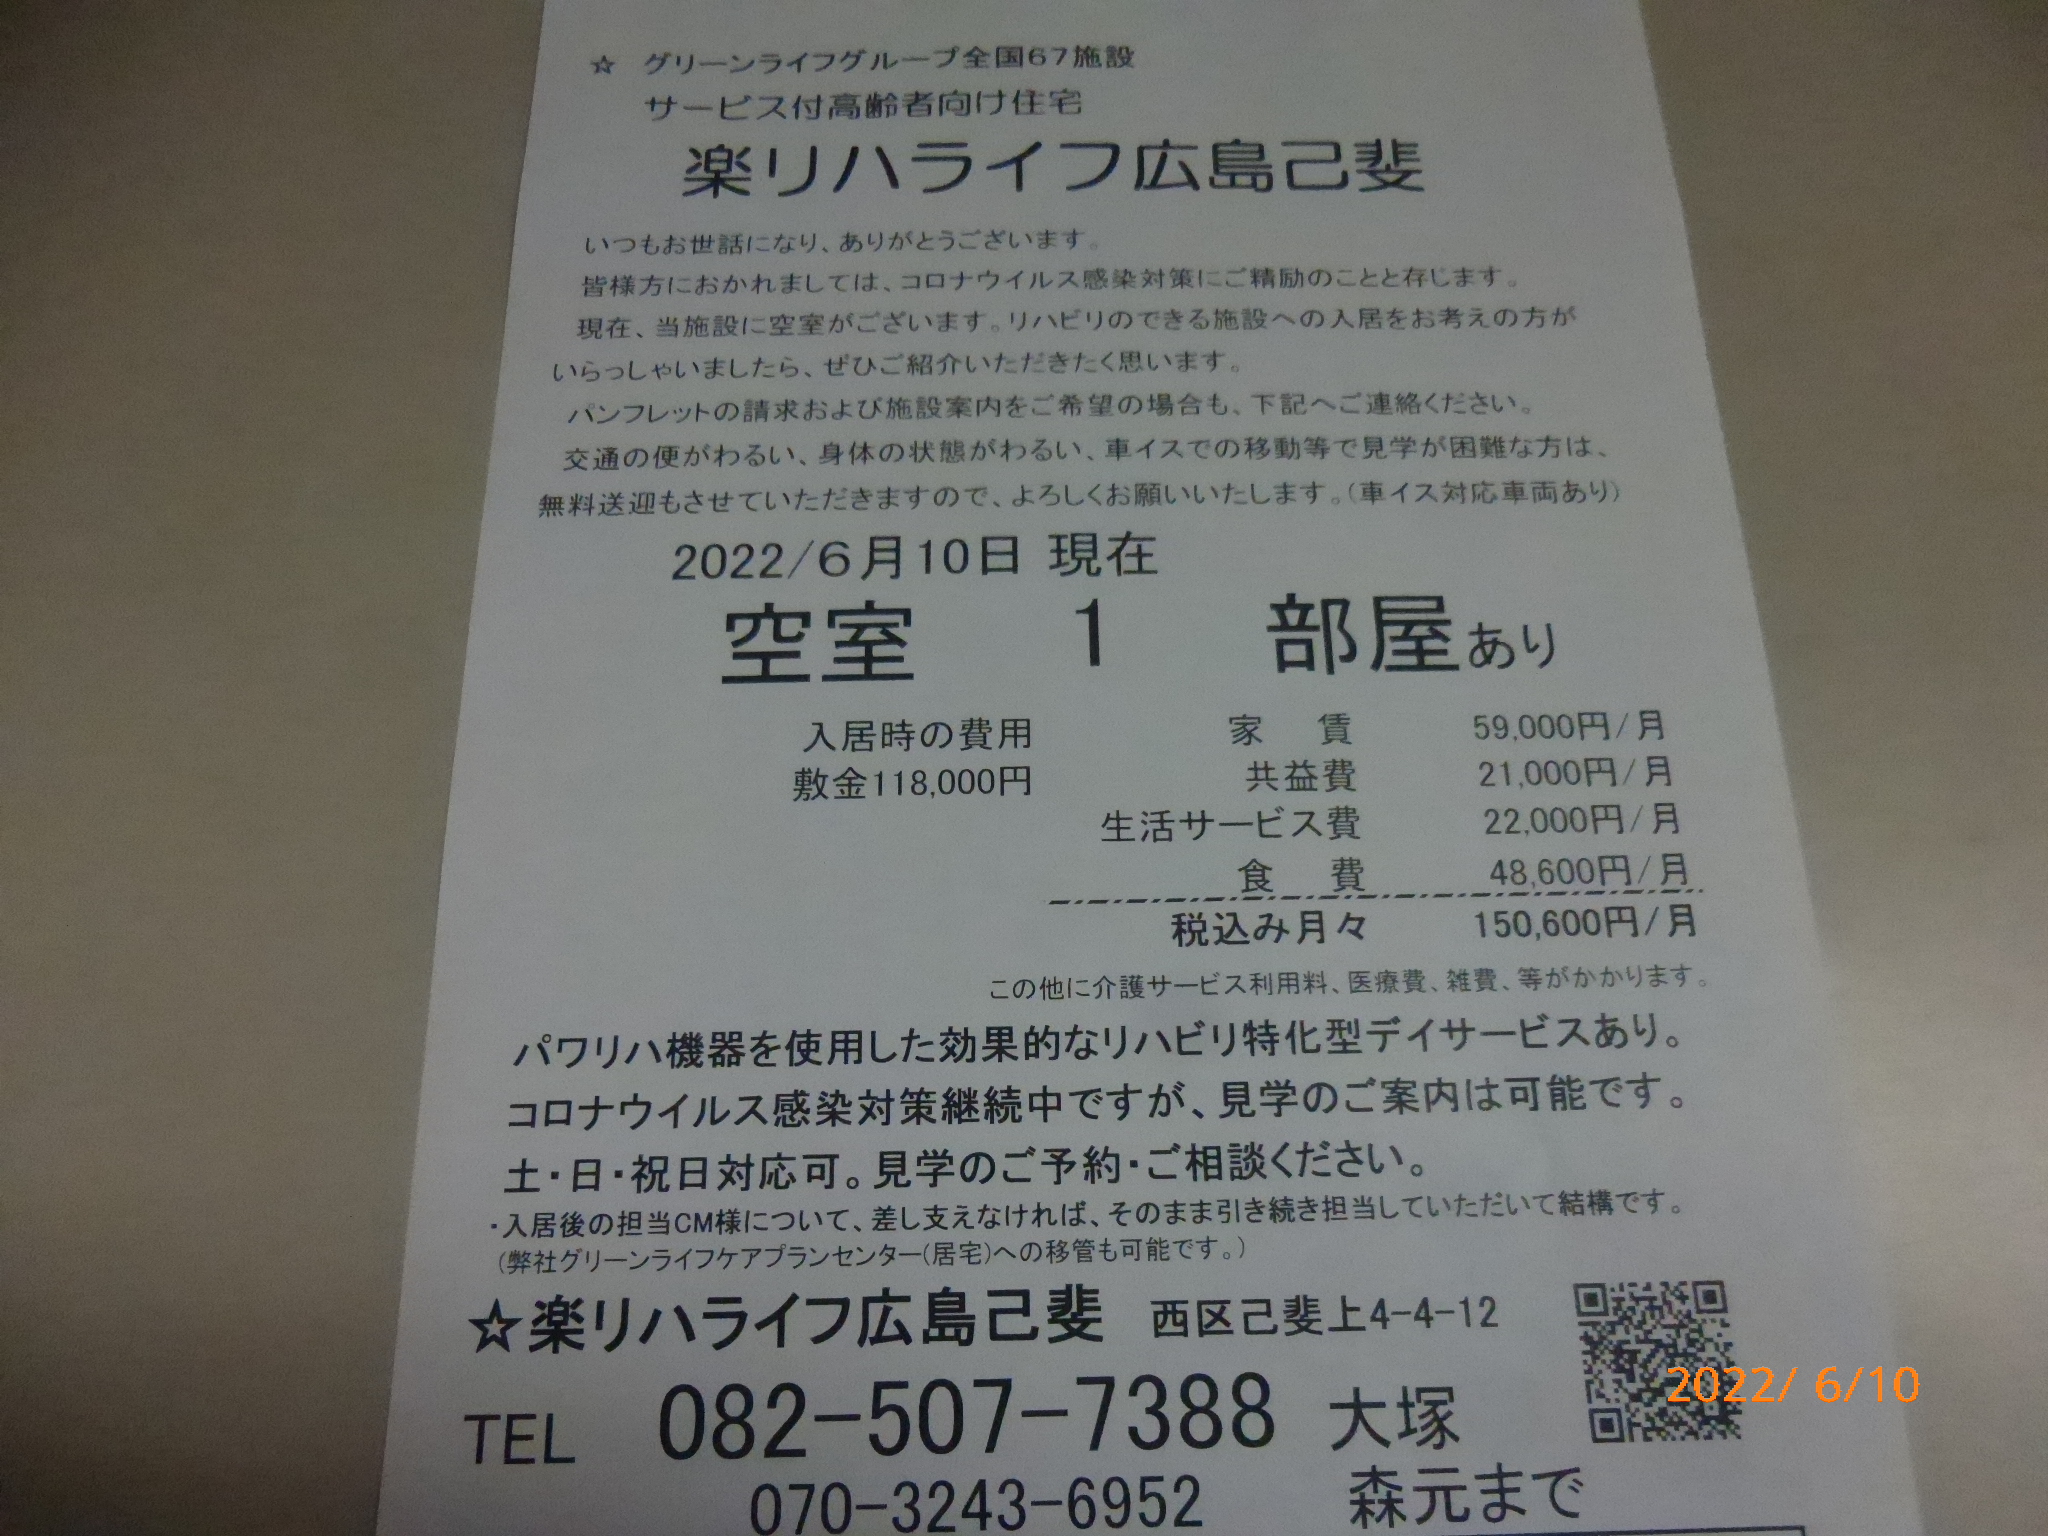 ☆ グリーンライフグループ全国67施設
サービス付高齢者向け住宅
楽リハライフ広島己斐
いつもお世話になり、ありがとうございます。
皆様方におかれましては、コロナウイルス感染対策にご精励のことと存じます。
現在、当施設に空室がございます。リハビリのできる施設への入居をお考えの方が
いらっしゃいましたら、ぜひご紹介いただきたく思います。
パンフレットの請求および施設案内をご希望の場合も、下記へご連絡ください。
交通の便がわるい、身体の状態がわるい、車イスでの移動等で見学が困難な方は、
無料送迎もさせていただきますので、よろしくお願いいたします。(車イス対応車両あり)
2022/6月10日 現在
空室 1 部屋あり
入居時の費用 家 賃 59,000円/月
敷金118,000円 共益費 21,000円/月
生活サービス費 22,000円/月
食 費 48,600円/月
税込み月々 150,600円/月
この他に介護サービス利用料、医療費、雑費、等がかかります。
パワリハ機器を使用した効果的なリハビリ特化型デイサービスあり。
コロナウイルス感染対策継続中ですが、見学のご案内は可能です。
土・日・祝日対応可。見学のご予約・ご相談ください。
・入居後の担当CM様について、差し支えなければ、そのまま引き続き担当していただいて結構です。
(弊社グリーンライフケアプランセンター(居宅)への移管も可能です。)
☆楽リハライフ広島己斐 西区己斐上4-4-12
TEL 082-507-7388 大塚
070-3243-6952 森元まで
2022/ 6/10